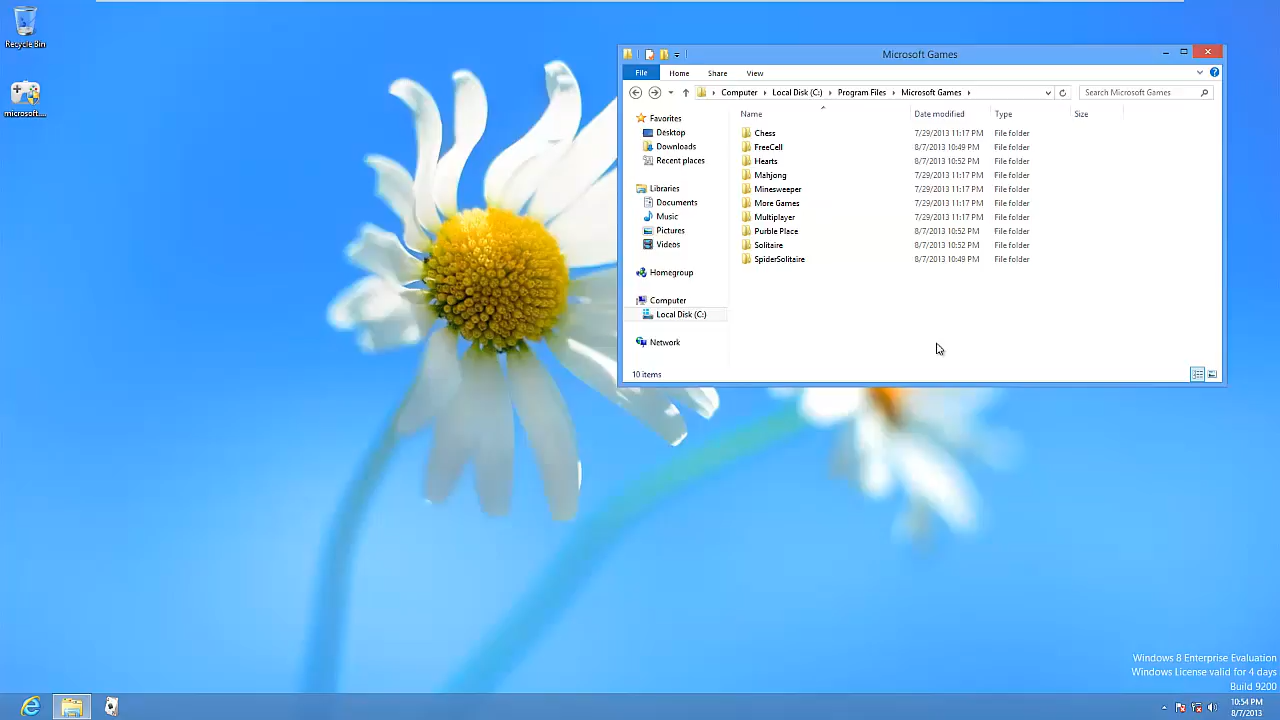 Recycle Bin
microsoft....
Microsoft Games
File Home Share View
Computer Local Disk (C:) Program Files Microsoft Games
Search Microsoft Games
Name Date modified Type Size
Favorites
Desktop
Downloads
Recent places
Libraries
Documents
Music
Pictures
Videos
Homegroup
Computer
Local Disk (C:)
Network
Chess 7/29/2013 11:17 PM File folder
FreeCell 8/7/2013 10:49 PM File folder
Hearts 8/7/2013 10:52 PM File folder
Mahjong 7/29/2013 11:17 PM File folder
Minesweeper 7/29/2013 11:17 PM File folder
More Games 7/29/2013 11:17 PM File folder
Multiplayer 7/29/2013 11:17 PM File folder
Purble Place 8/7/2013 10:52 PM File folder
Solitaire 8/7/2013 10:52 PM File folder
SpiderSolitaire 8/7/2013 10:49 PM File folder
10 items
Windows 8 Enterprise Evaluation
Windows License valid for 4 days
Build 9200
10:54 PM
8/7/2013